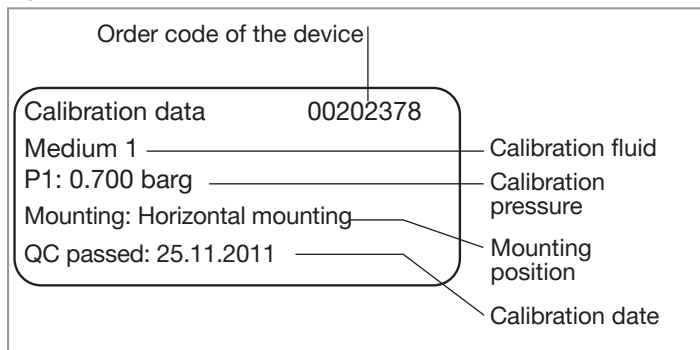 Order code of the device
Calibration data 00202378
Medium 1
Calibration fluid
P1: 0.700 barg
Calibration
pressure
Mounting: Horizontal mounting
Mounting
position
QC passed: 25.11.2011
Calibration date